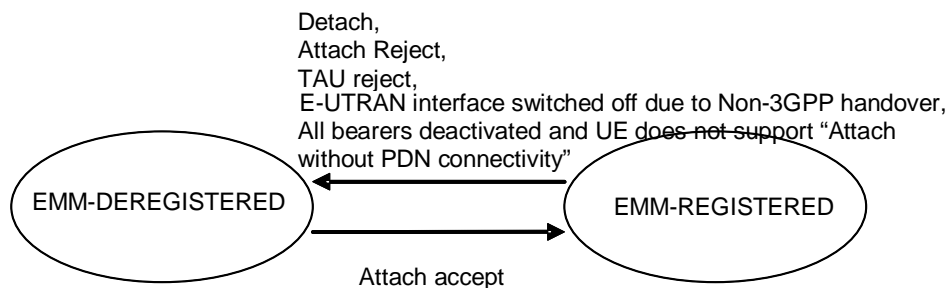 Detach,
Attach Reject,
TAU reject,
E-UTRAN interface switched off due to Non-3GPP handover,
All bearers deactivated and UE does not support “Attach
without PDN connectivity”
EMM-DEREGISTERED
EMM-REGISTERED
Attach accept